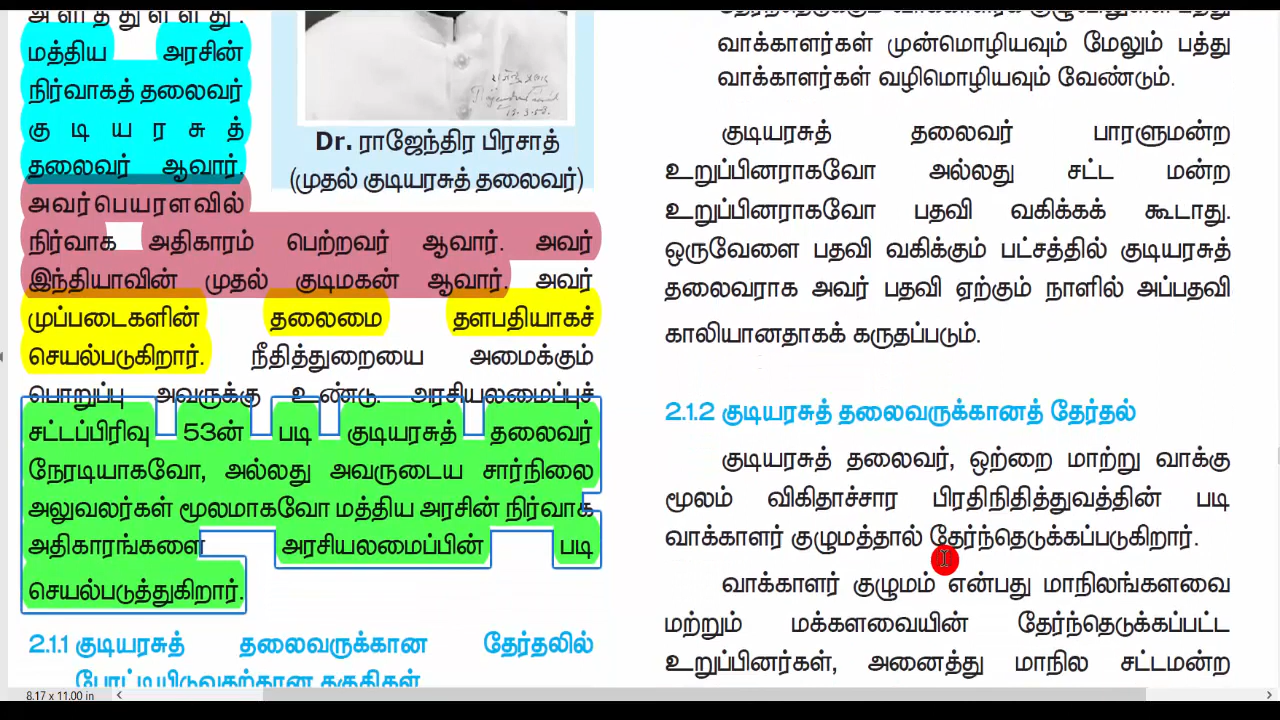 மத்திய அரசின்
நிர்வாகத் தலைவர்
கு டி ய ர சு த்
தலைவர் ஆவார்.
அவர்பெயரளவில்
நிர்வாக அதிகாரம் பெற்றவர் ஆவார். அவர்
இந்தியாவின் முதல் குடிமகன் ஆவார். அவர்
முப்படைகளின் தலைமை தளபதியாகச்
செயல்படுகிறார். நீதித்துறையை அமைக்கும்
பொறுப்பு அவருக்கு உண்டு. அரசியலமைப்புச்
சட்டப்பிரிவு 53ன் படி குடியரசுத் தலைவர்
நேரடியாகவோ, அல்லது அவருடைய சார்நிலை
அலுவலர்கள் மூலமாகவோ மத்திய அரசின் நிர்வாக
அதிகாரங்களை அரசியலமைப்பின் படி
செயல்படுத்துகிறார்.
2.1.1 குடியரசுத் தலைவருக்கான தேர்தலில்
போட்டியிடுவதற்கான தகுதிகள்
Dr. ராஜேந்திர பிரசாத்
(முதல் குடியரசுத் தலைவர்)
வாக்காளர்கள் முன்மொழியவும் மேலும் பத்து
வாக்காளர்கள் வழிமொழியவும் வேண்டும்.
குடியரசுத் தலைவர் பாரளுமன்ற
உறுப்பினராகவோ அல்லது சட்ட மன்ற
உறுப்பினராகவோ பதவி வகிக்கக் கூடாது.
ஒருவேளை பதவி வகிக்கும் பட்சத்தில் குடியரசுத்
தலைவராக அவர் பதவி ஏற்கும் நாளில் அப்பதவி
காலியானதாகக் கருதப்படும்.
2.1.2 குடியரசுத் தலைவருக்கானத் தேர்தல்
குடியரசுத் தலைவர், ஒற்றை மாற்று வாக்கு
மூலம் விகிதாச்சார பிரதிநிதித்துவத்தின் படி
வாக்காளர் குழுமத்தால் தேர்ந்தெடுக்கப்படுகிறார்.
வாக்காளர் குழுமம் என்பது மாநிலங்களவை
மற்றும் மக்களவையின் தேர்ந்தெடுக்கப்பட்ட
உறுப்பினர்கள், அனைத்து மாநில சட்டமன்ற
8.17 x 11.00 in